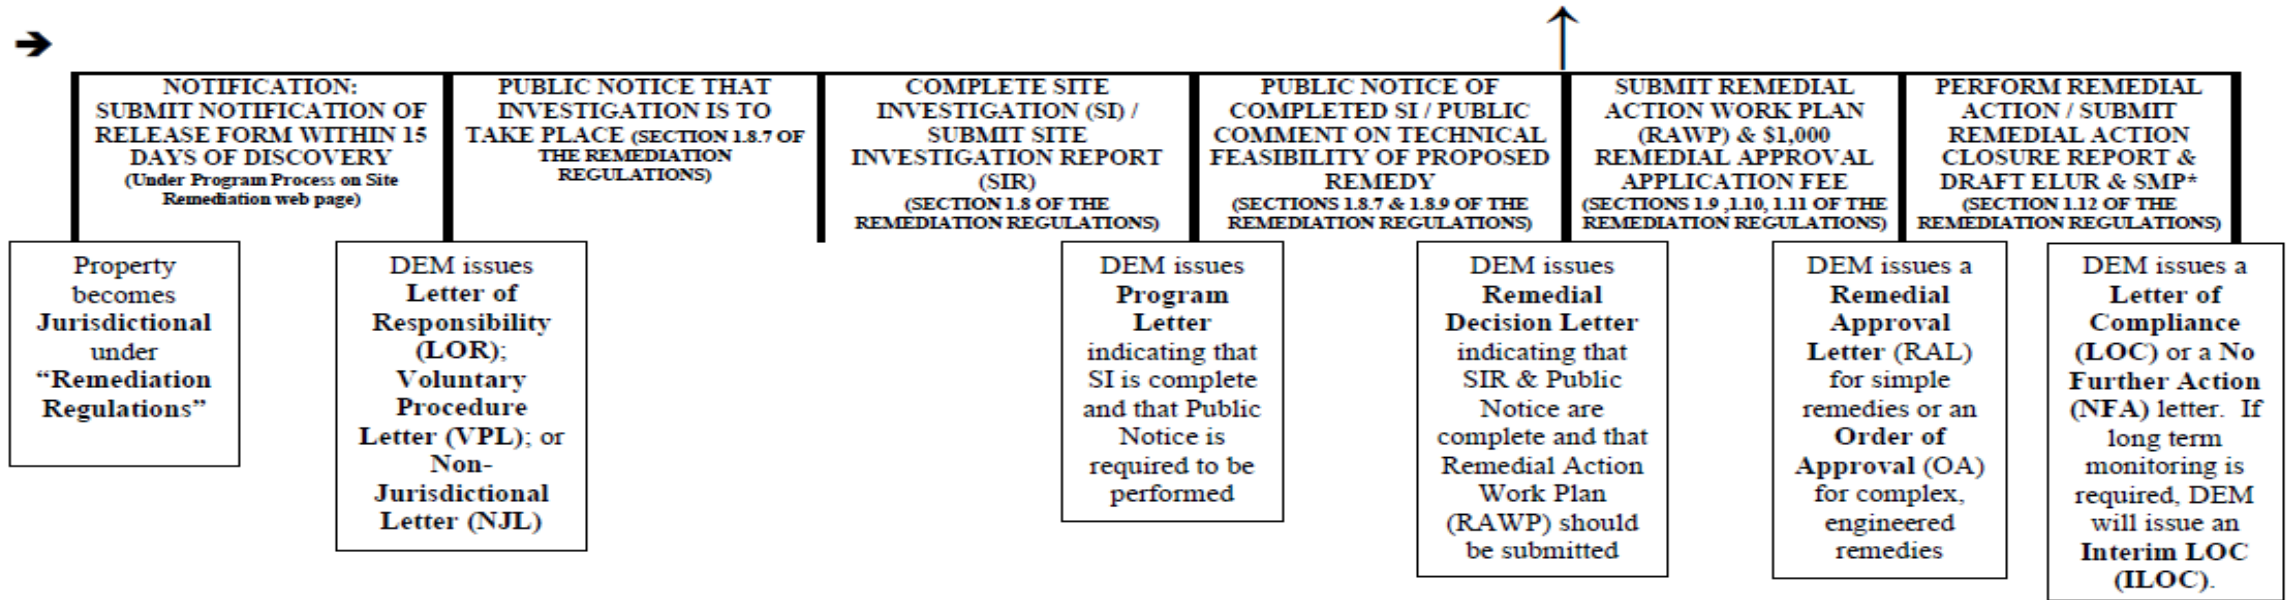 NOTIFICATION:
SUBMIT NOTIFICATION OF
RELEASE FORM WITHIN 15
DAYS OF DISCOVERY
(Under Program Process on Site
Remediation web page)
PUBLIC NOTICE THAT
INVESTIGATION IS TO
TAKE PLACE (SECTION 1.8.7 OF
THE REMEDIATION
REGULATIONS)
COMPLETE SITE
INVESTIGATION (SI) /
SUBMIT SITE
INVESTIGATION REPORT
(SIR)
(SECTION 1.8 OF THE
REMEDIATION REGULATIONS)
PUBLIC NOTICE OF
COMPLETED SI / PUBLIC
COMMENT ON TECHNICAL
FEASIBILITY OF PROPOSED
REMEDY
(SECTIONS 1.8.7 & 1.8.9 OF THE
REMEDIATION REGULATIONS)
SUBMIT REMEDIAL
ACTION WORK PLAN
(RAWP) & $1,000
REMEDIAL APPROVAL
APPLICATION FEE
(SECTIONS 1.9 ,1.10, 1.11 OF THE
REMEDIATION REGULATIONS)
PERFORM REMEDIAL
ACTION / SUBMIT
REMEDIAL ACTION
CLOSURE REPORT &
DRAFT ELUR & SMP*
(SECTION 1.12 OF THE
REMEDIATION REGULATIONS)
Property
becomes
Jurisdictional
under
“Remediation
Regulations”
DEM issues
Letter of
Responsibility
(LOR);
Voluntary
Procedure
Letter (VPL); or
Non-
Jurisdictional
Letter (NJL)
DEM issues
Program
Letter
indicating that
SI is complete
and that Public
Notice is
required to be
performed
DEM issues
Remedial
Decision Letter
indicating that
SIR & Public
Notice are
complete and that
Remedial Action
Work Plan
(RAWP) should
be submitted
DEM issues a
Remedial
Approval
Letter (RAL)
for simple
remedies or an
Order of
Approval (OA)
for complex,
engineered
remedies
DEM issues a
Letter of
Compliance
(LOC) or a No
Further Action
(NFA) letter. If
long term
monitoring is
required, DEM
will issue an
Interim LOC
(ILOC).